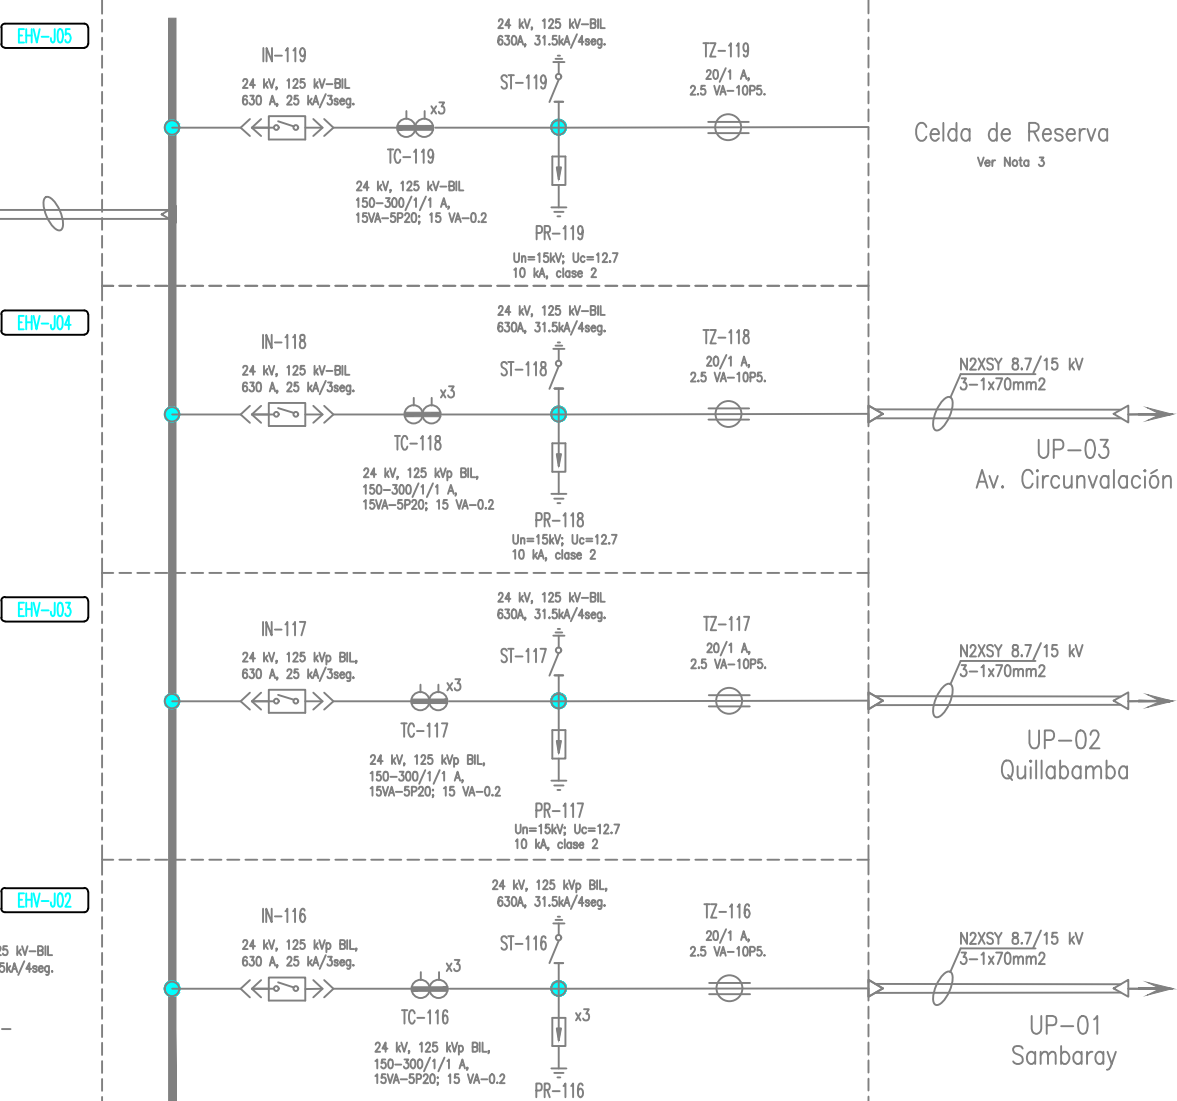 EHV-J05
IN-119
24 kV, 125 kV-BIL
630 A, 25 kA/3seg.
x3
TC-119
24 kV, 125 kV-BIL
150-300/1/1 A,
15VA-5P20; 15 VA-0.2
24 kV, 125 kV-BIL
630A, 31.5kA/4seg.
ST-119
PR-119
Un=15kV; Uc=12.7
10 kA, clase 2
TZ-119
20/1 A,
2.5 VA-10P5.
Celda de Reserva
Ver Nota 3
EHV-J04
IN-118
24 kV, 125 kV-BIL
630 A, 25 kA/3seg.
x3
TC-118
24 kV, 125 kVp BIL,
150-300/1/1 A,
15VA-5P20; 15 VA-0.2
24 kV, 125 kV-BIL
630A, 31.5kA/4seg.
ST-118
PR-118
Un=15kV; Uc=12.7
10 kA, clase 2
TZ-118
20/1 A,
2.5 VA-10P5.
N2XSY 8.7/15 kV
3-1x70mm2
UP-03
Av. Circunvalación
EHV-J03
IN-117
24 kV, 125 kVp BIL,
630 A, 25 kA/3seg.
x3
TC-117
24 kV, 125 kVp BIL,
150-300/1/1 A,
15VA-5P20; 15 VA-0.2
24 kV, 125 kV-BIL
630A, 31.5kA/4seg.
ST-117
PR-117
Un=15kV; Uc=12.7
10 kA, clase 2
TZ-117
20/1 A,
2.5 VA-10P5.
N2XSY 8.7/15 kV
3-1x70mm2
UP-02
Quillabamba
EHV-J02
25 kV-BIL
5kA/4seg.
IN-116
24 kV, 125 kVp BIL,
630 A, 25 kA/3seg.
x3
TC-116
24 kV, 125 kVp BIL,
150-300/1/1 A,
15VA-5P20; 15 VA-0.2
24 kV, 125 kVp BIL,
630A, 31.5kA/4seg.
ST-116
x3
PR-116
TZ-116
20/1 A,
2.5 VA-10P5.
N2XSY 8.7/15 kV
3-1x70mm2
UP-01
Sambaray